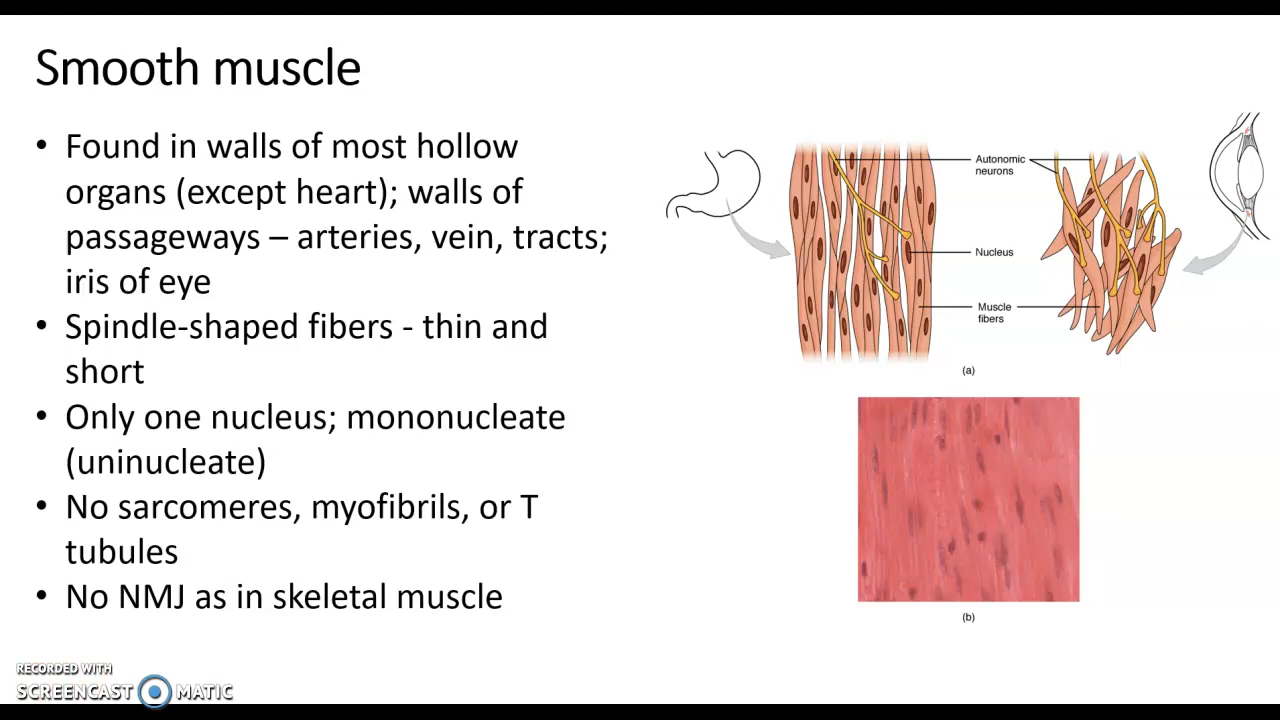 Smooth muscle
• Found in walls of most hollow
organs (except heart); walls of
passageways – arteries, vein, tracts;
iris of eye
• Spindle-shaped fibers - thin and
short
• Only one nucleus; mononucleate
(uninucleate)
• No sarcomeres, myofibrils, or T
tubules
• No NMJ as in skeletal muscle
Autonomic
neurons
Nucleus
Muscle
fibers
(a)
(b)
RECORDED WITH
SCREENCAST MATIC